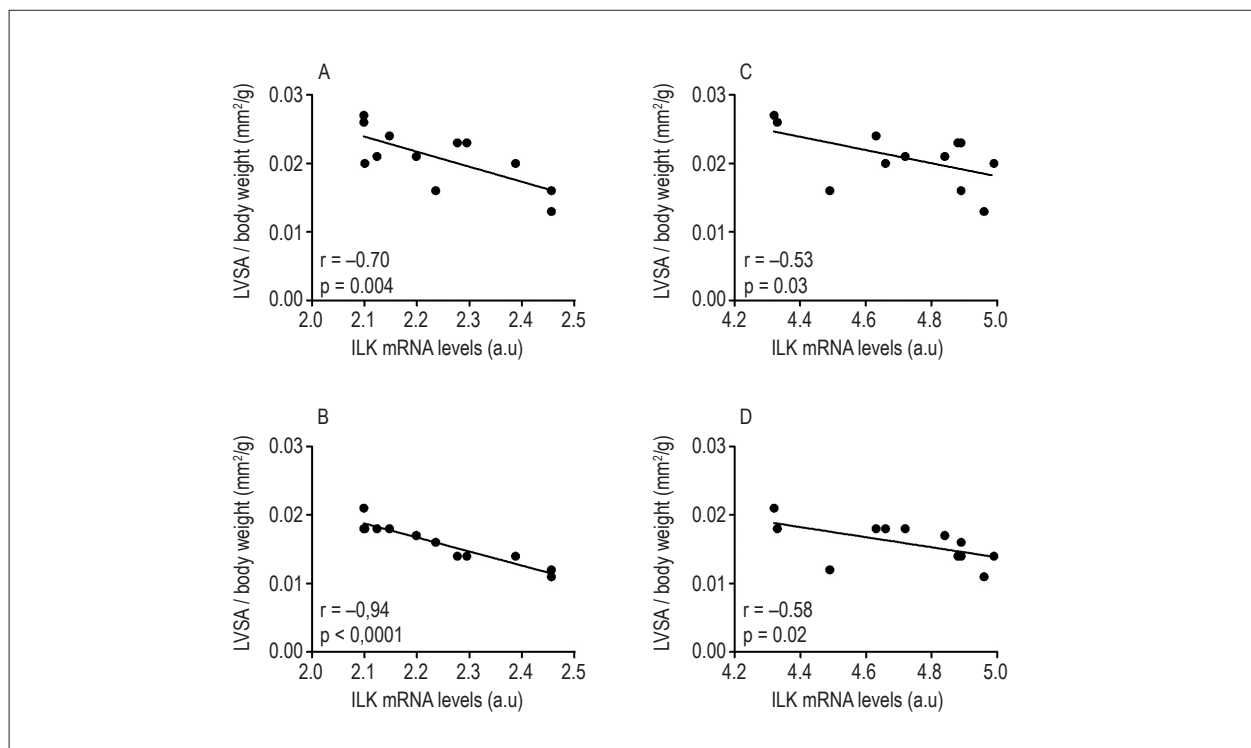 A
LVSA / body weight (mm²/g)
0.03
0.02
0.01
0.00
r = –0.70
p = 0.004
2.0 2.1 2.2 2.3 2.4 2.5
ILK mRNA levels (a.u)
C
LVSA / body weight (mm²/g)
0.03
0.02
0.01
0.00
r = –0.53
p = 0.03
4.2 4.4 4.6 4.8 5.0
ILK mRNA levels (a.u)
B
LVSA / body weight (mm²/g)
0.03
0.02
0.01
0.00
r = –0,94
p < 0,0001
2.0 2.1 2.2 2.3 2.4 2.5
ILK mRNA levels (a.u)
D
LVSA / body weight (mm²/g)
0.03
0.02
0.01
0.00
r = –0.58
p = 0.02
4.2 4.4 4.6 4.8 5.0
ILK mRNA levels (a.u)